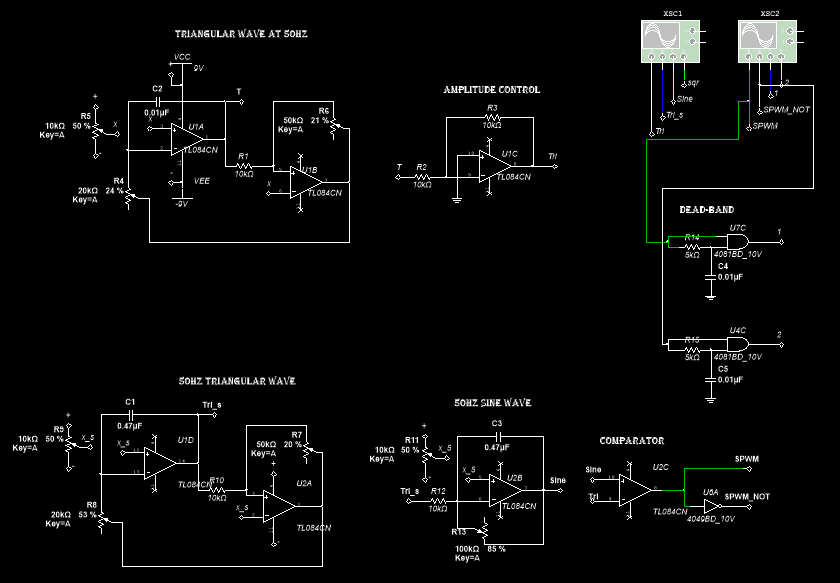 XSC1
XSC2
TRIANGULAR WAVE AT 50HZ
VCC
9V
C2
0.01µF
T
R5
10kΩ
50 %
Key=A
X
X
U1A
TL084CN
VEE
-9V
R4
20kΩ
24 %
Key=A
R1
10kΩ
50kΩ
Key=A
R6
21 %
U1B
X
TL084CN
AMPLITUDE CONTROL
R3
10kΩ
T
R2
10kΩ
U1C
TL084CN
Tri
sqr
Sine
Tri_s
Tri
2
1
SPWM_NOT
SPWM
DEAD-BAND
R14
5kΩ
U7C
4081BD_10V
1
C4
0.01µF
R15
5kΩ
U4C
4081BD_10V
2
C5
0.01µF
50HZ TRIANGULAR WAVE
C1
0.47µF
Tri_s
R9
10kΩ
50 %
Key=A
X_S
X_S
U1D
TL084CN
R8
20kΩ
53 %
Key=A
R10
10kΩ
50kΩ
Key=A
R7
20 %
U2A
X_S
TL084CN
50HZ SINE WAVE
C3
0.47µF
R11
10kΩ
50 %
Key=A
X_5
X_5
U2B
TL084CN
Sine
Tri_s
R12
10kΩ
R13
100kΩ
85 %
Key=A
COMPARATOR
Sine
Tri
U2C
TL084CN
SPWM
U6A
4049BD_10V
SPWM_NOT